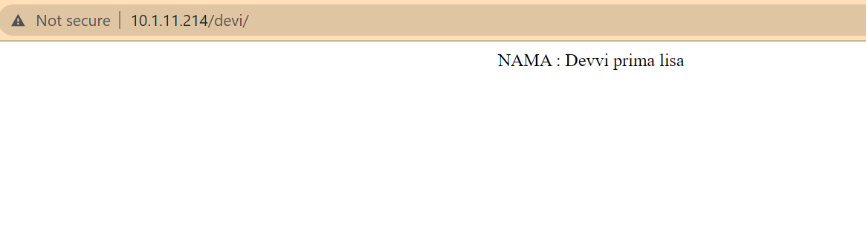 Not secure | 10.1.11.214/devi/
NAMA : Devvi prima lisa